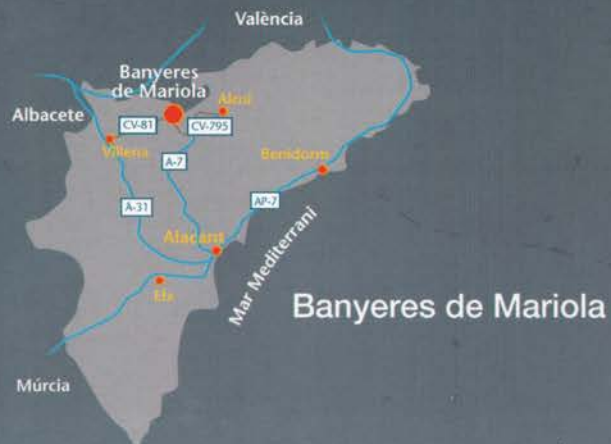 València
Banyeres
de Mariola
Albacete
Alcoi
CV-81
CV-795
Villena
A-7
Benidorm
A-31
AP-7
Alacant
Elx
Mar Mediterrani
Banyeres de Mariola
Múrcia